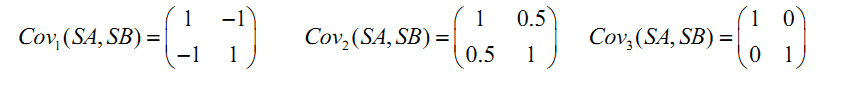 Cov₁(SA, SB) = (1 −1 −1 1) Cov₂(SA, SB) = (1 0.5 0.5 1) Cov₃(SA, SB) = (1 0 0 1)